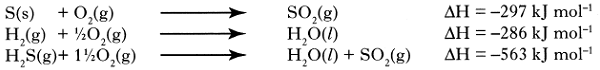 S(s) + O₂(g) ⟶ SO₂(g) ΔH = –297 kJ mol⁻¹
H₂(g) + ½O₂(g) ⟶ H₂O(l) ΔH = –286 kJ mol⁻¹
H₂S(g)+ 1½O₂(g) ⟶ H₂O(l) + SO₂(g) ΔH = –563 kJ mol⁻¹